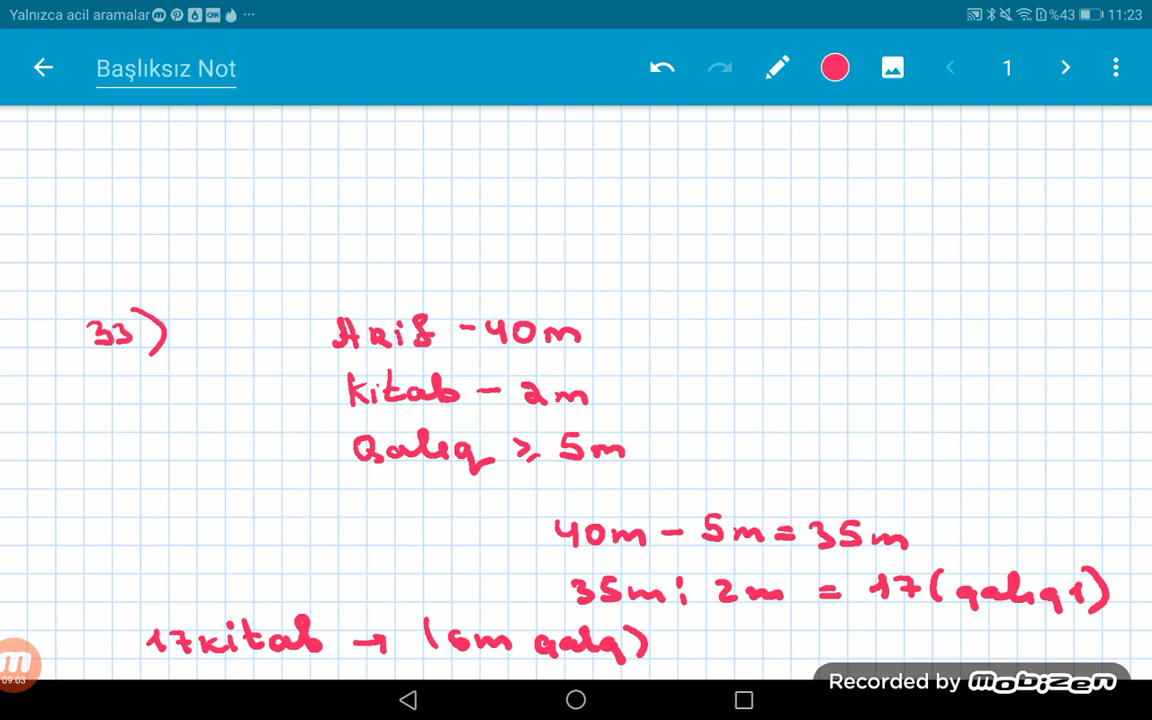 Yalnızca acil aramalar ... %43 11:23
Başlıksız Not 1
33) Arif - 40m
Kitab - 2m
Qalıq ≥ 5m
40m - 5m = 35m
35m : 2m = 17 (qalıq 1)
17 kitab → (6m qalıq)
09:03
Recorded by mobizen